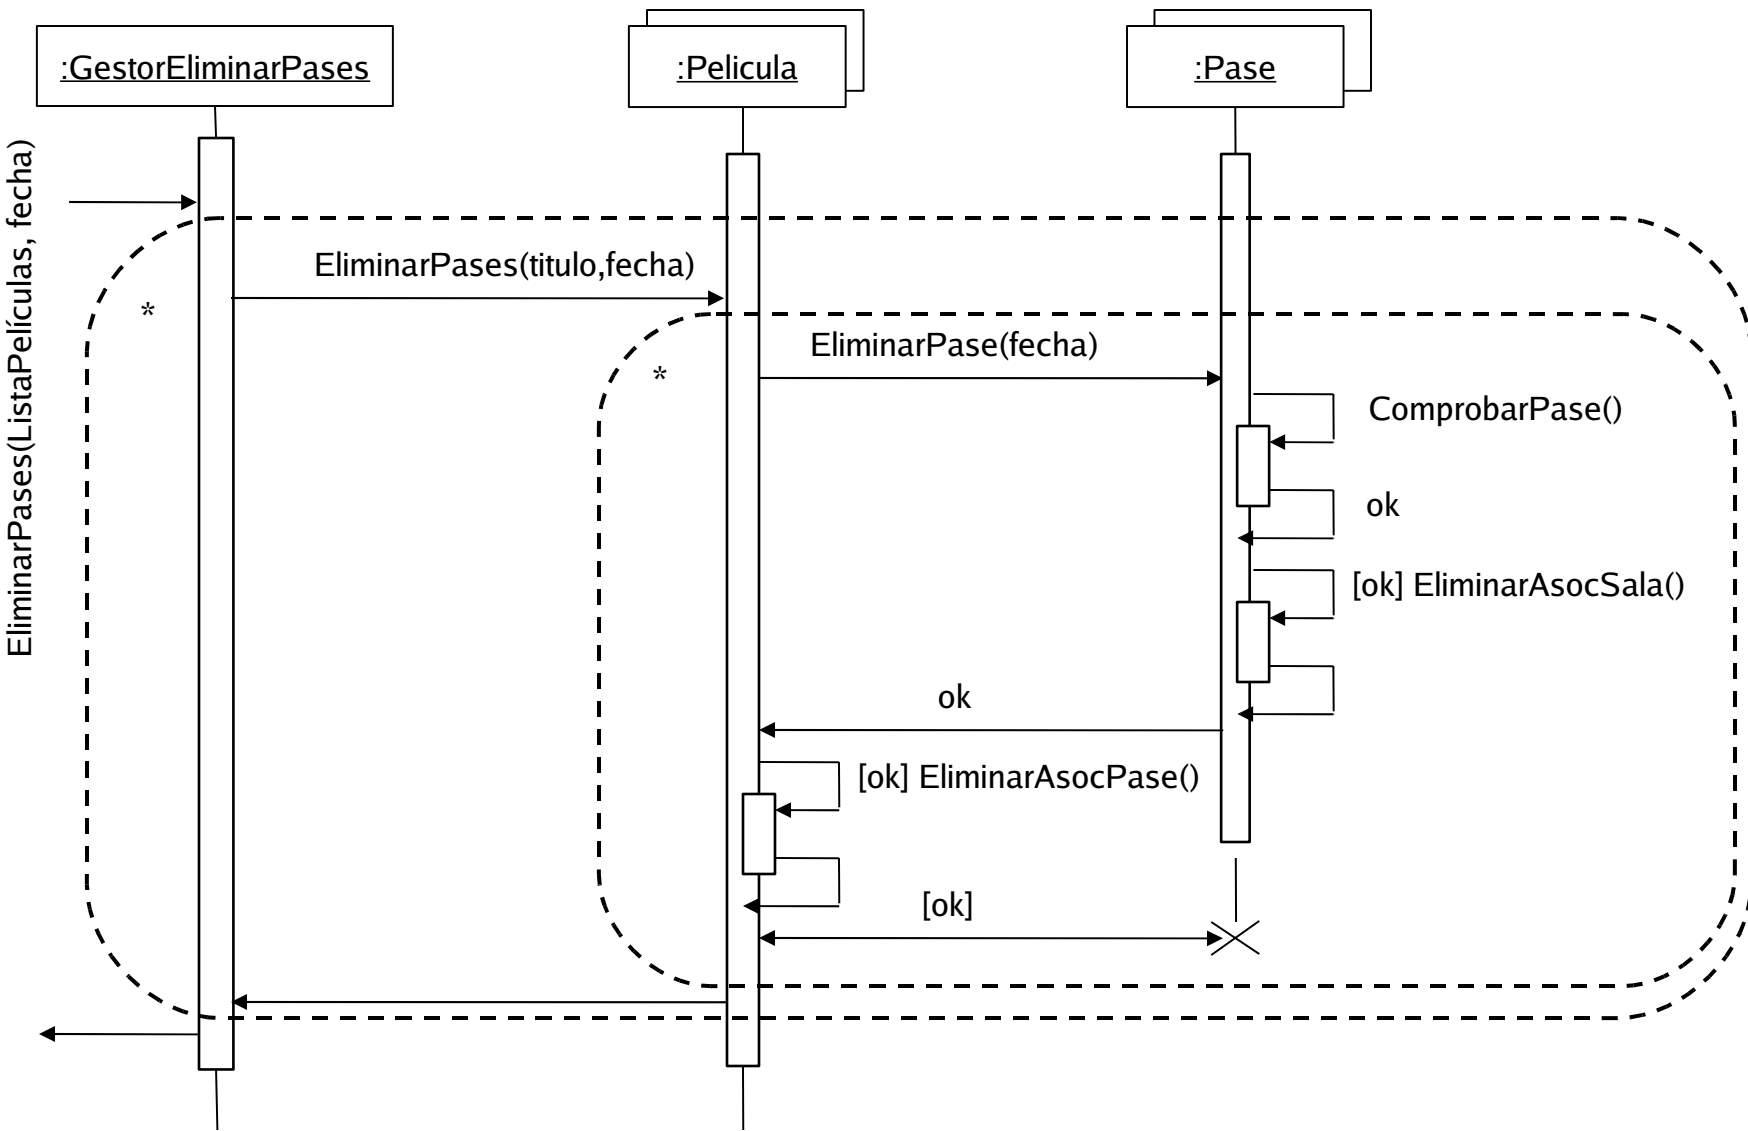 :GestorEliminarPases
:Pelicula
:Pase
EliminarPases(ListaPelículas, fecha)
EliminarPases(titulo,fecha)
*
EliminarPase(fecha)
*
ComprobarPase()
ok
[ok] EliminarAsocSala()
ok
[ok] EliminarAsocPase()
[ok]